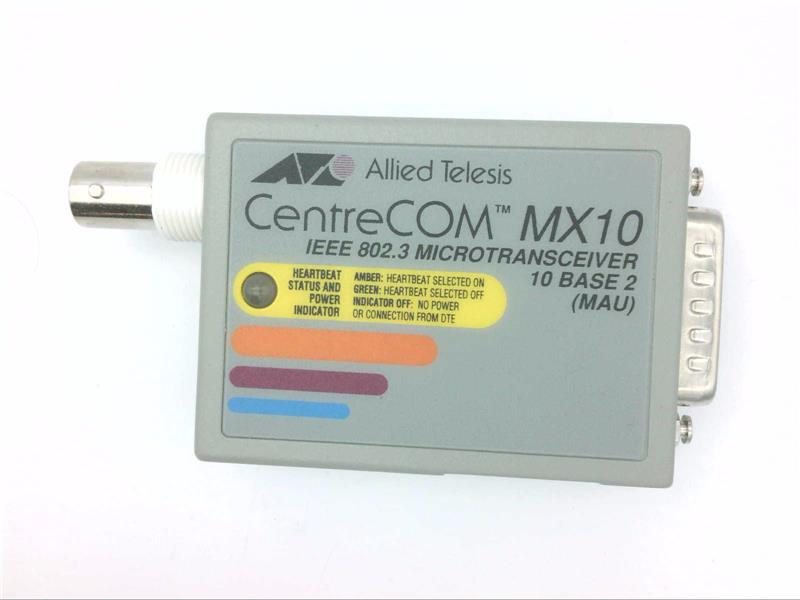 Allied Telesis
CentreCOM™ MX10
IEEE 802.3 MICROTRANSCEIVER
10 BASE 2
(MAU)
HEARTBEAT
STATUS AND
POWER
INDICATOR
AMBER: HEARTBEAT SELECTED ON
GREEN: HEARTBEAT SELECTED OFF
INDICATOR OFF: NO POWER
OR CONNECTION FROM DTE